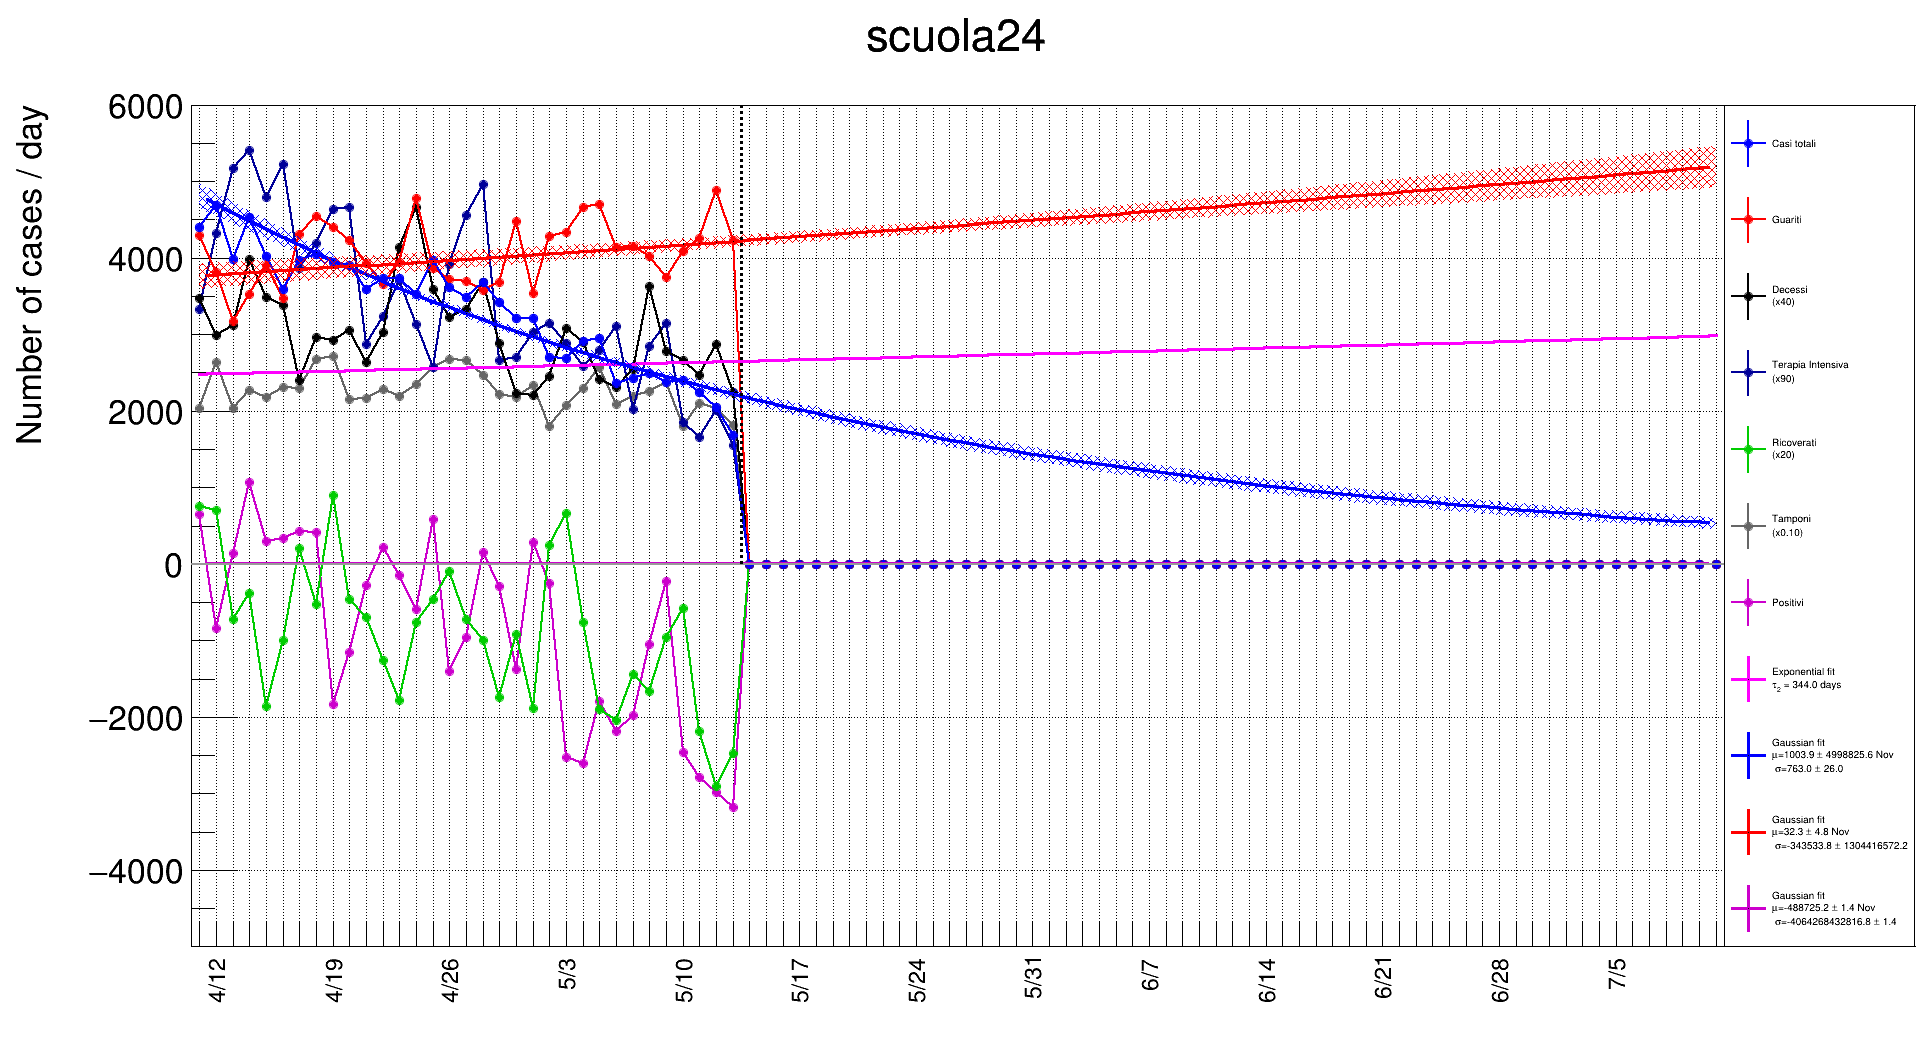 scuola24
Number of cases / day
6000
4000
2000
0
−2000
−4000
4/12
4/19
4/26
5/3
5/10
5/17
5/24
5/31
6/7
6/14
6/21
6/28
7/5
Casi totali
Guariti
Decessi
(x40)
Terapia Intensiva
(x90)
Ricoverati
(x20)
Tamponi
(x0.10)
Positivi
Exponential fit
τ2 = 344.0 days
Gaussian fit
μ=1003.9 ± 4998825.6 Nov
σ=763.0 ± 26.0
Gaussian fit
μ=32.3 ± 4.8 Nov
σ=-343533.8 ± 1304416572.2
Gaussian fit
μ=-488725.2 ± 1.4 Nov
σ=-4064268432816.8 ± 1.4